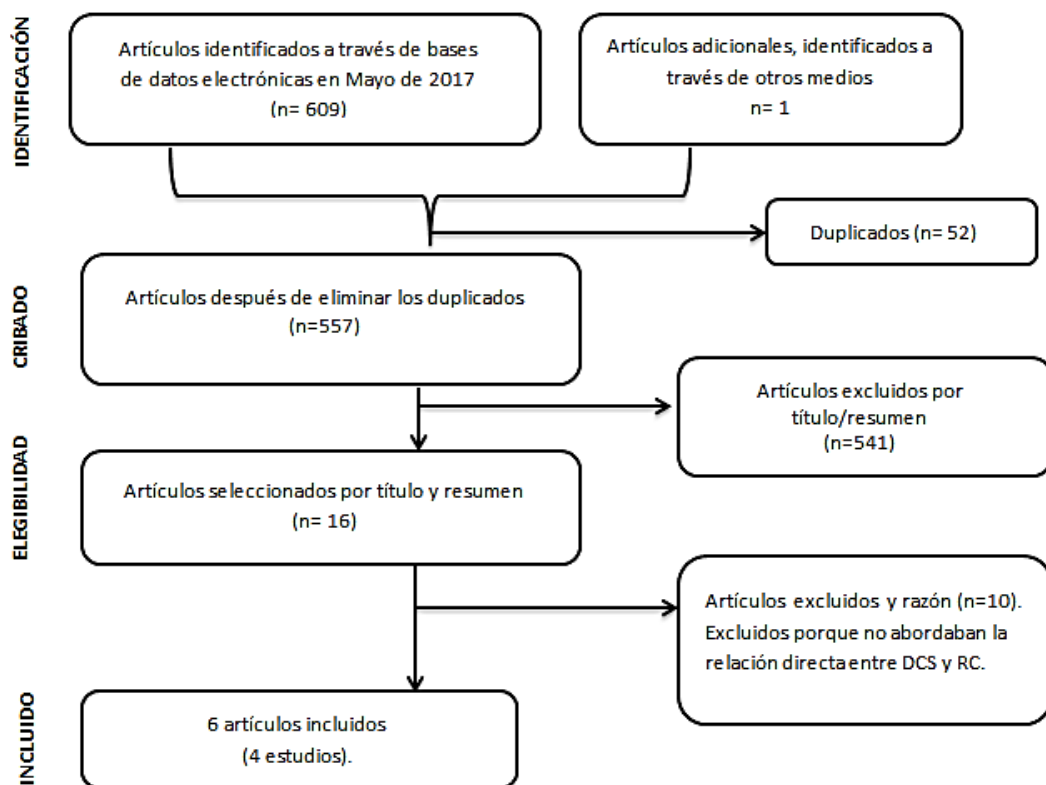 IDENTIFICACIÓN
Artículos identificados a través de bases
de datos electrónicas en Mayo de 2017
(n= 609)
Artículos adicionales, identificados a
través de otros medios
n= 1
Duplicados (n= 52)
CRIBADO
Artículos después de eliminar los duplicados
(n=557)
Artículos excluidos por
título/resumen
(n=541)
ELEGIBILIDAD
Artículos seleccionados por título y resumen
(n= 16)
Artículos excluidos y razón (n=10).
Excluidos porque no abordaban la
relación directa entre DCS y RC.
INCLUIDO
6 artículos incluidos
(4 estudios).